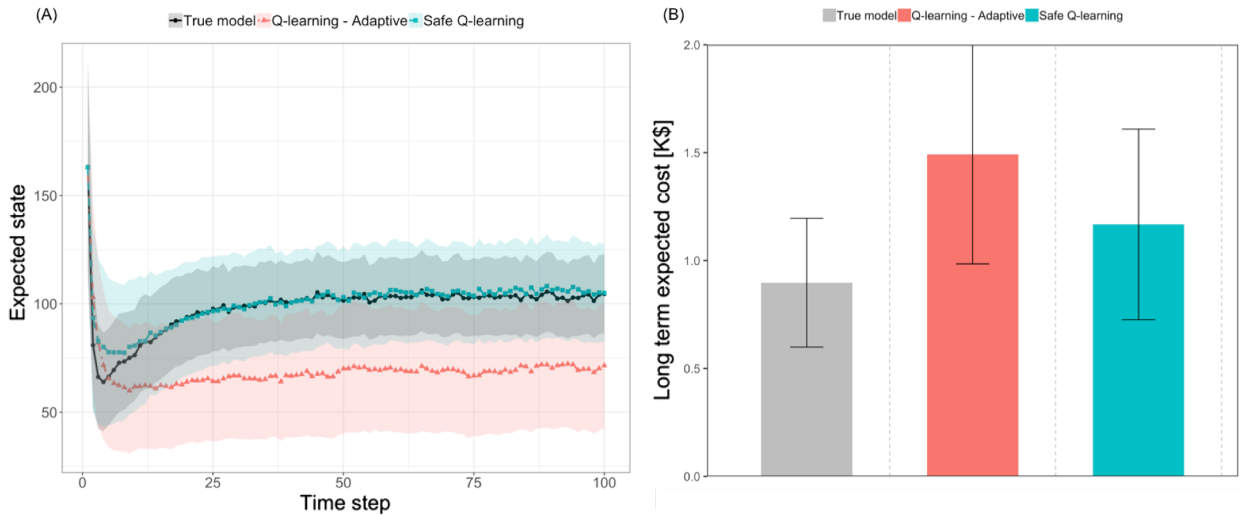 (A)
True model Q-learning - Adaptive Safe Q-learning
Expected state
200
150
100
50
0 25 50 75 100
Time step
(B)
True model Q-learning - Adaptive Safe Q-learning
Long term expected cost [K$]
2.0
1.5
1.0
0.5
0.0